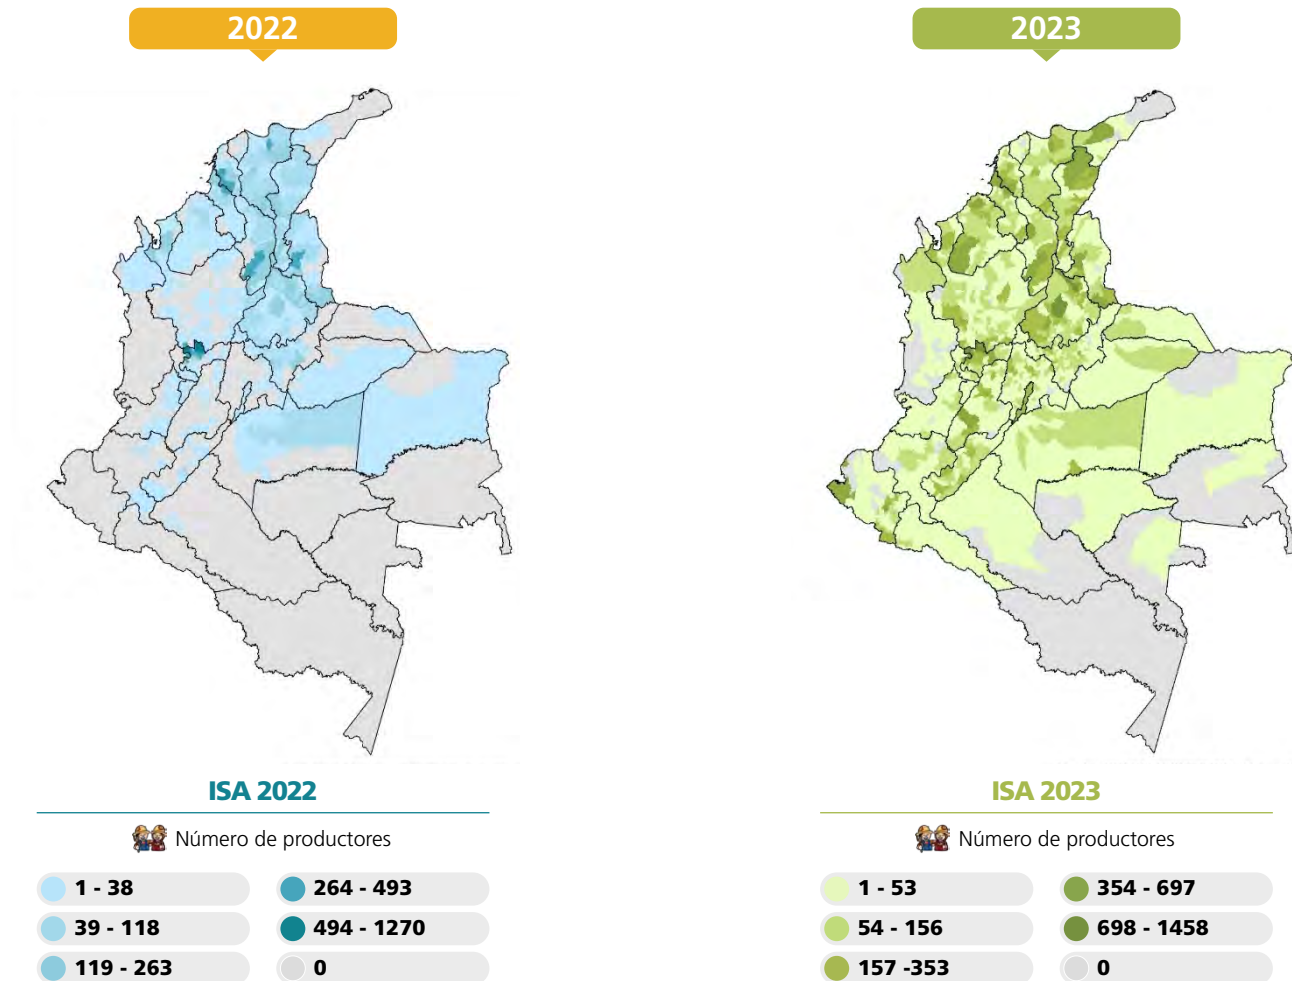 2022
2023
ISA 2022
Número de productores
1 - 38
264 - 493
39 - 118
494 - 1270
119 - 263
0
ISA 2023
Número de productores
1 - 53
354 - 697
54 - 156
698 - 1458
157 -353
0